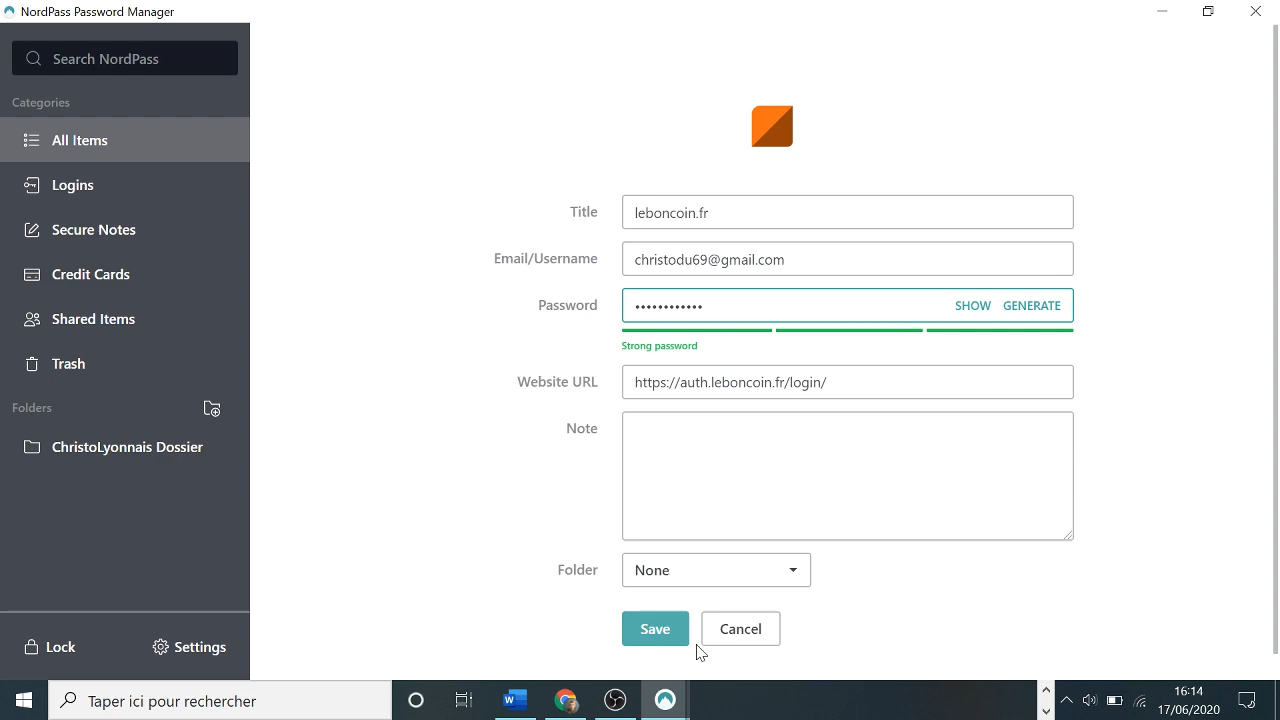 NordPass Password Manager
Search NordPass
Categories
All Items
Logins
Secure Notes
Credit Cards
Shared Items
Trash
Folders
ChristoLyonnais Dossier
Lock
Settings
Title
leboncoin.fr
Email/Username
christodu69@gmail.com
Password
••••••••••••
SHOW
GENERATE
Strong password
Website URL
https://auth.leboncoin.fr/login/
Note
Folder
None
Save
Cancel
Taper ici pour rechercher
16:14
17/06/2020